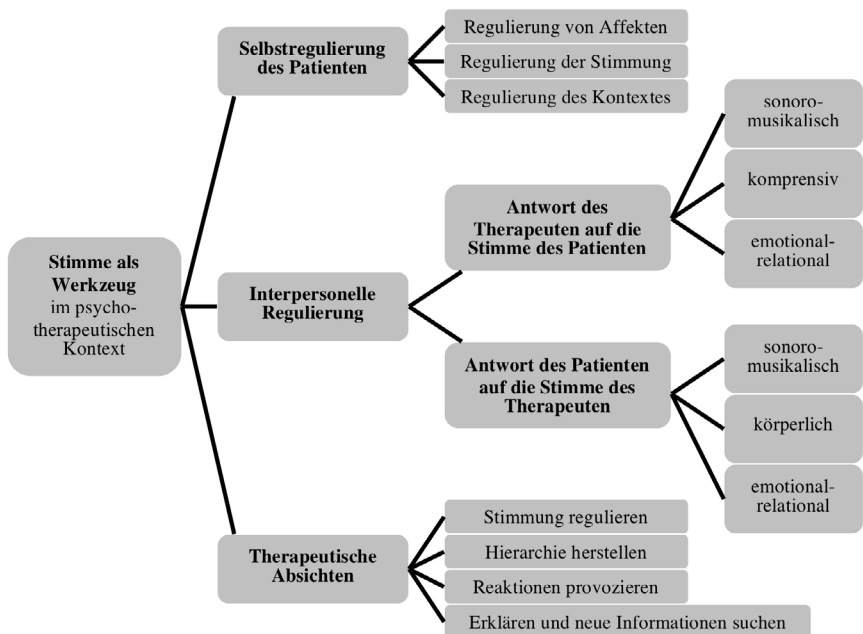 Stimme als
Werkzeug
im psycho-
therapeutischen
Kontext
Selbstregulierung
des Patienten
Regulierung von Affekten
Regulierung der Stimmung
Regulierung des Kontextes
Interpersonelle
Regulierung
Antwort des
Therapeuten auf die
Stimme des Patienten
sonoro-
musikalisch
komprensiv
emotional-
relational
Antwort des Patienten
auf die Stimme des
Therapeuten
sonoro-
musikalisch
körperlich
emotional-
relational
Therapeutische
Absichten
Stimmung regulieren
Hierarchie herstellen
Reaktionen provozieren
Erklären und neue Informationen suchen